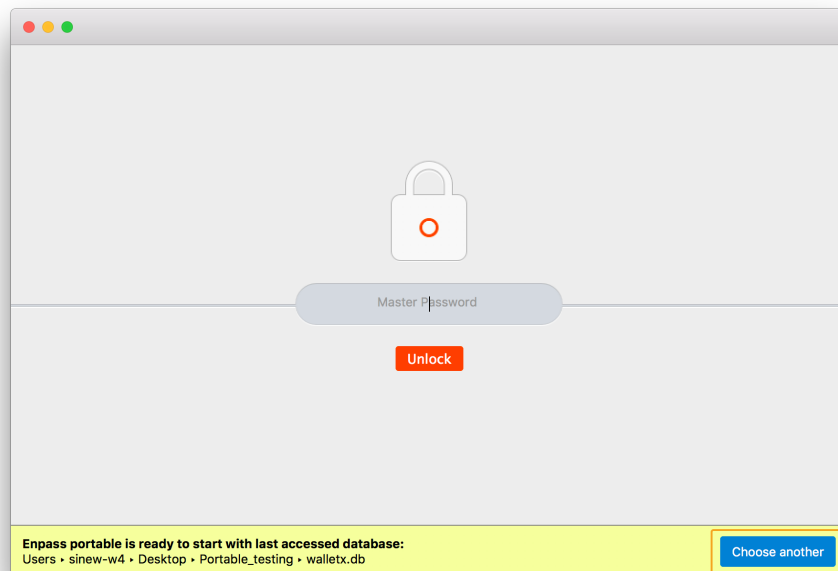 Master Password
Unlock
Enpass portable is ready to start with last accessed database:
Users ‣ sinew-w4 ‣ Desktop ‣ Portable_testing ‣ walletx.db
Choose another